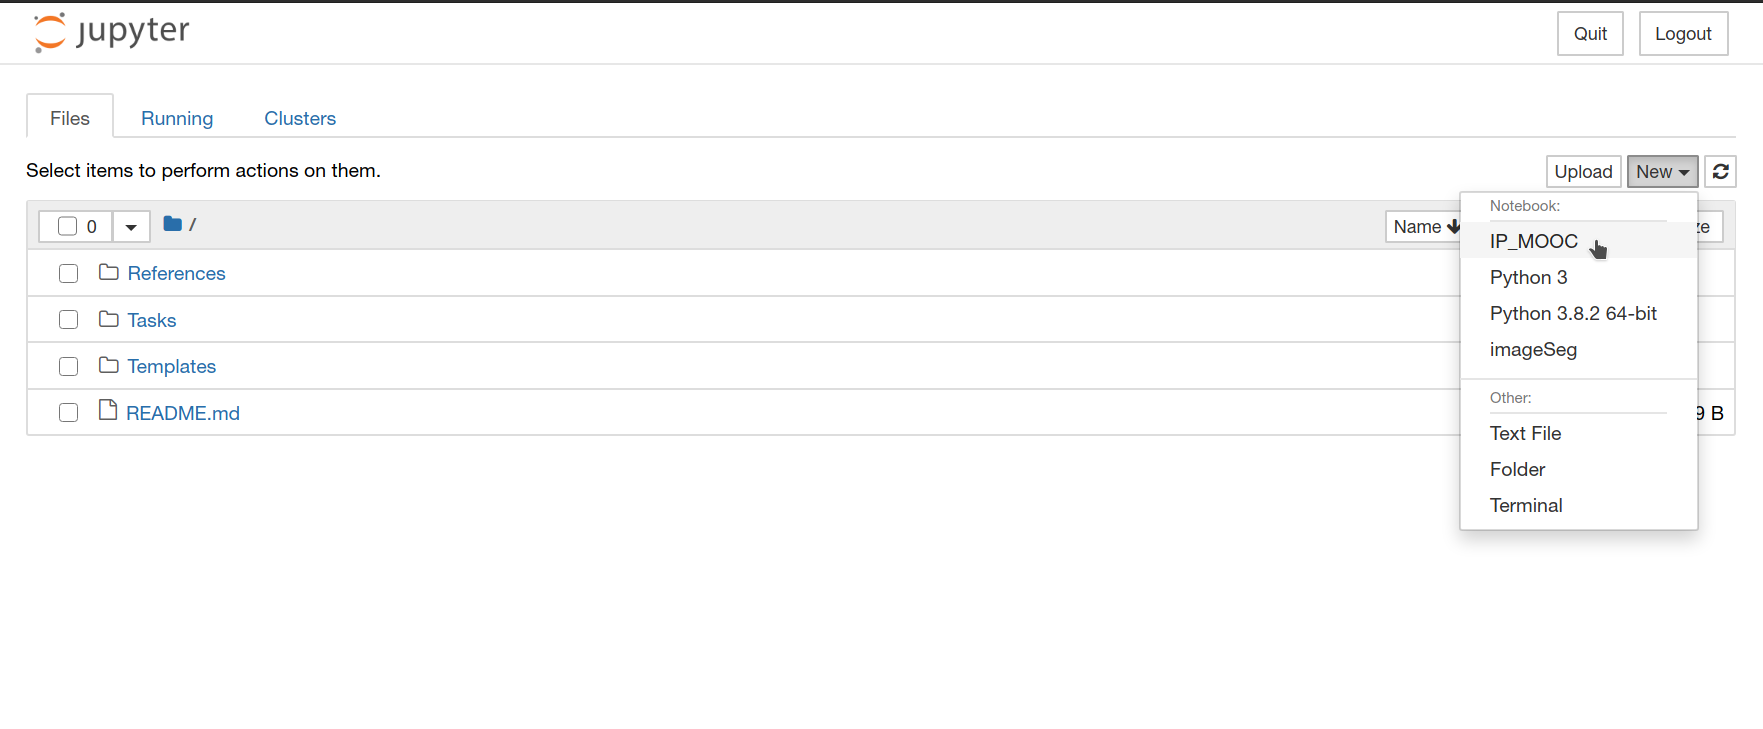 jupyter
Quit
Logout
Files
Running
Clusters
Select items to perform actions on them.
Upload
New
0
/
Name
ze
Notebook:
IP_MOOC
References
Python 3
Tasks
Python 3.8.2 64-bit
imageSeg
Templates
Other:
README.md
9 B
Text File
Folder
Terminal